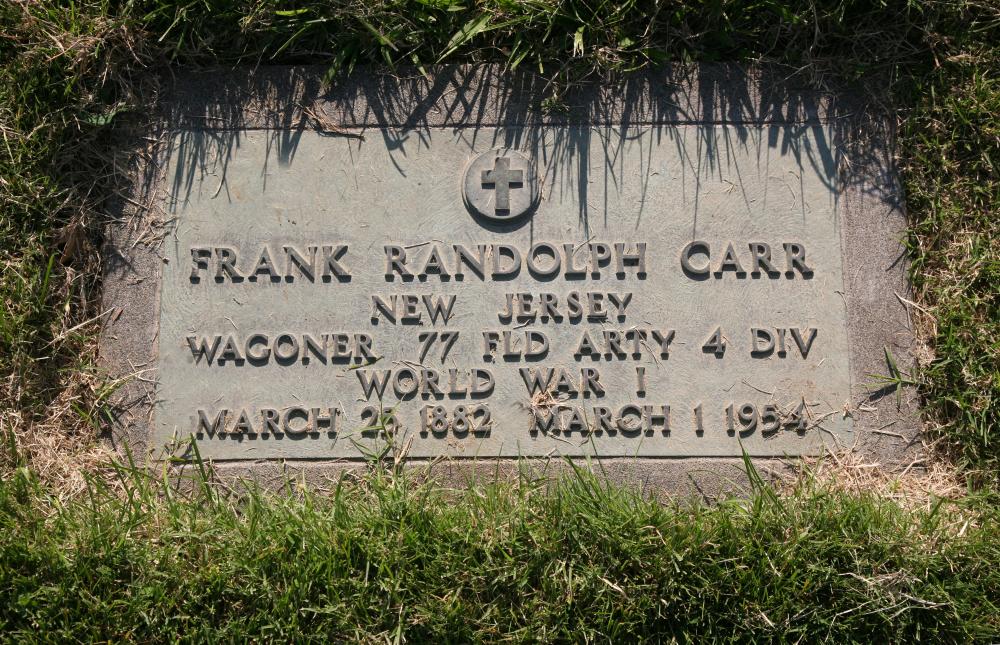 FRANK RANDOLPH CARR
NEW JERSEY
WAGONER 77 FLD ARTY 4 DIV
WORLD WAR I
MARCH 25 1882 MARCH 1 1954